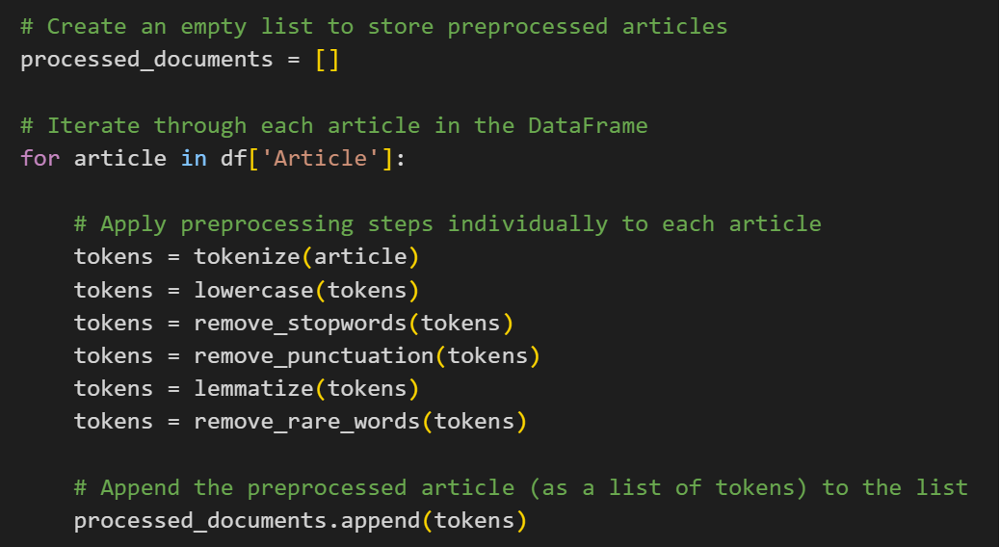 # Create an empty list to store preprocessed articles
processed_documents = []
# Iterate through each article in the DataFrame
for article in df['Article']:
# Apply preprocessing steps individually to each article
tokens = tokenize(article)
tokens = lowercase(tokens)
tokens = remove_stopwords(tokens)
tokens = remove_punctuation(tokens)
tokens = lemmatize(tokens)
tokens = remove_rare_words(tokens)
# Append the preprocessed article (as a list of tokens) to the list
processed_documents.append(tokens)